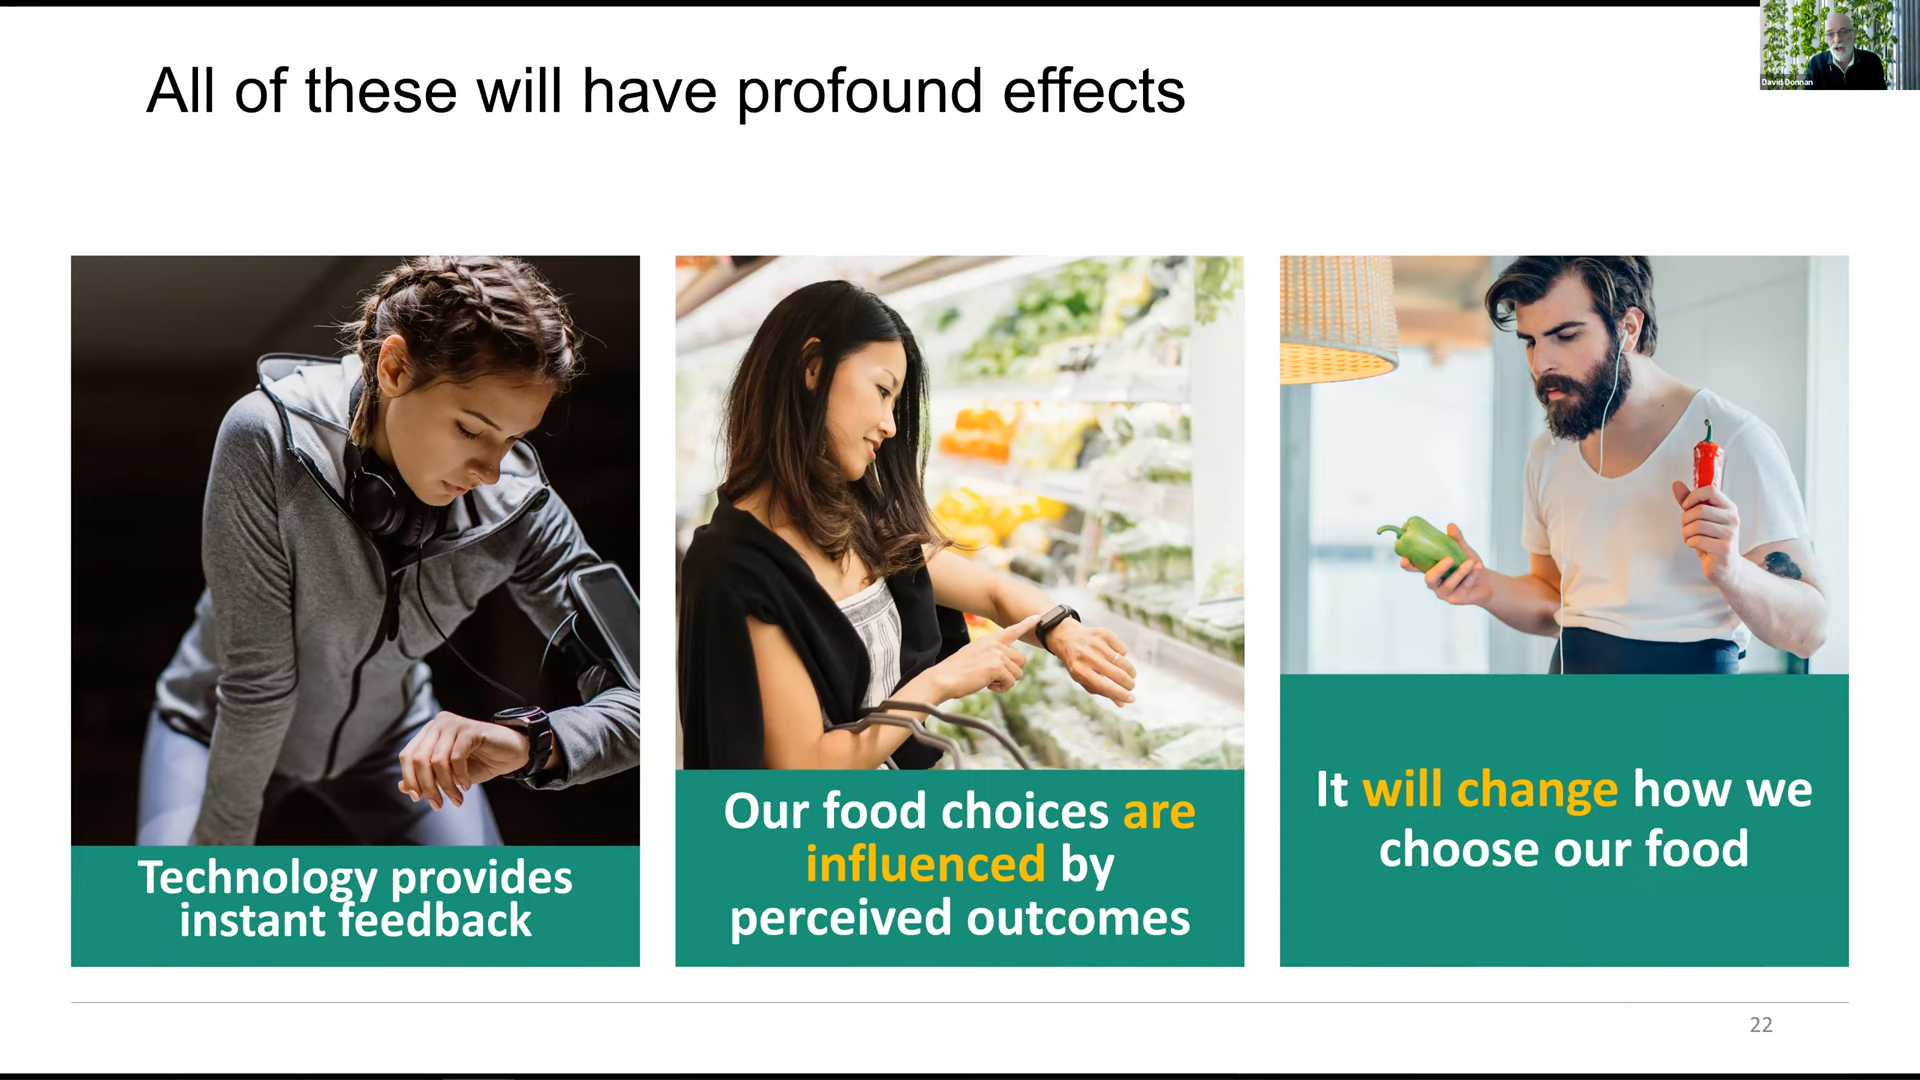 All of these will have profound effects
David Donnan
Technology provides
instant feedback
Our food choices are
influenced by
perceived outcomes
It will change how we
choose our food
22